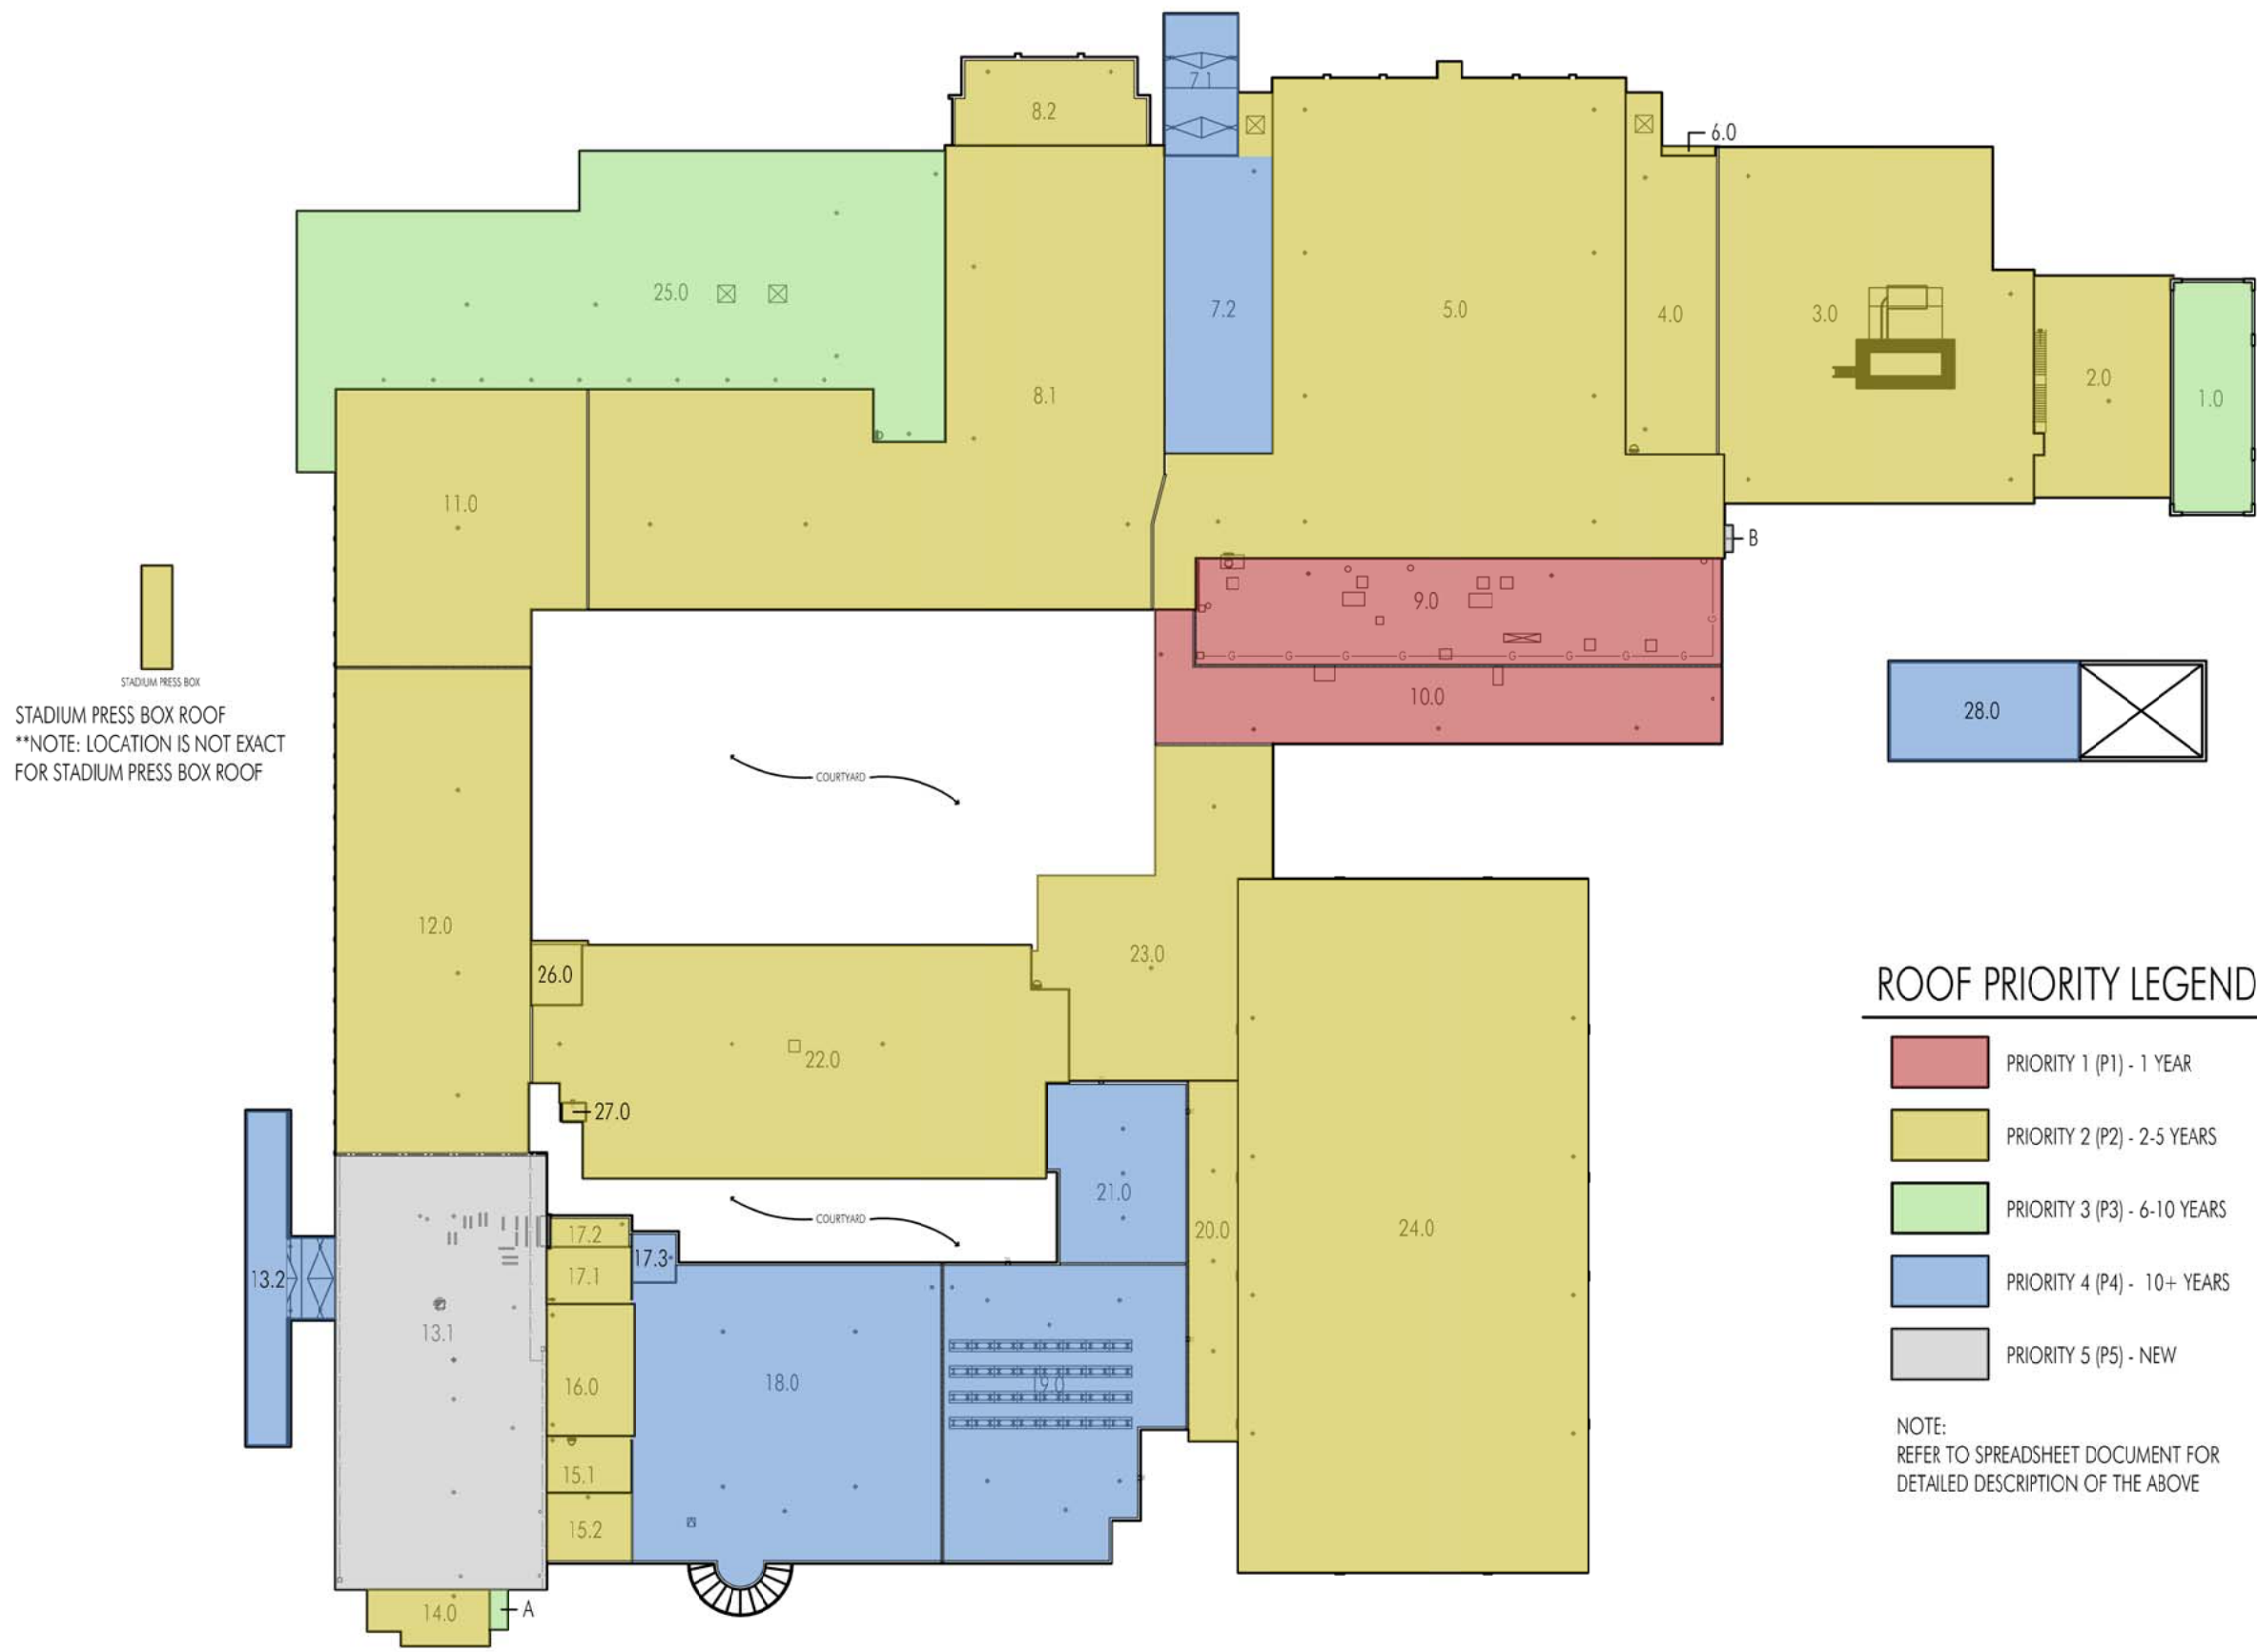 7.1
8.2
6.0
25.0
7.2
5.0
4.0
3.0
2.0
1.0
8.1
11.0
B
9.0
10.0
28.0
STADIUM PRESS BOX
STADIUM PRESS BOX ROOF
**NOTE: LOCATION IS NOT EXACT
FOR STADIUM PRESS BOX ROOF
G
G G G G G G G G
COURTYARD
12.0
26.0
23.0
22.0
27.0
21.0
20.0
24.0
COURTYARD
17.2
17.3
17.1
13.2
13.1
16.0
18.0
19.0
15.1
15.2
14.0
A
ROOF PRIORITY LEGEND
PRIORITY 1 (P1) - 1 YEAR
PRIORITY 2 (P2) - 2-5 YEARS
PRIORITY 3 (P3) - 6-10 YEARS
PRIORITY 4 (P4) - 10+ YEARS
PRIORITY 5 (P5) - NEW
NOTE:
REFER TO SPREADSHEET DOCUMENT FOR
DETAILED DESCRIPTION OF THE ABOVE